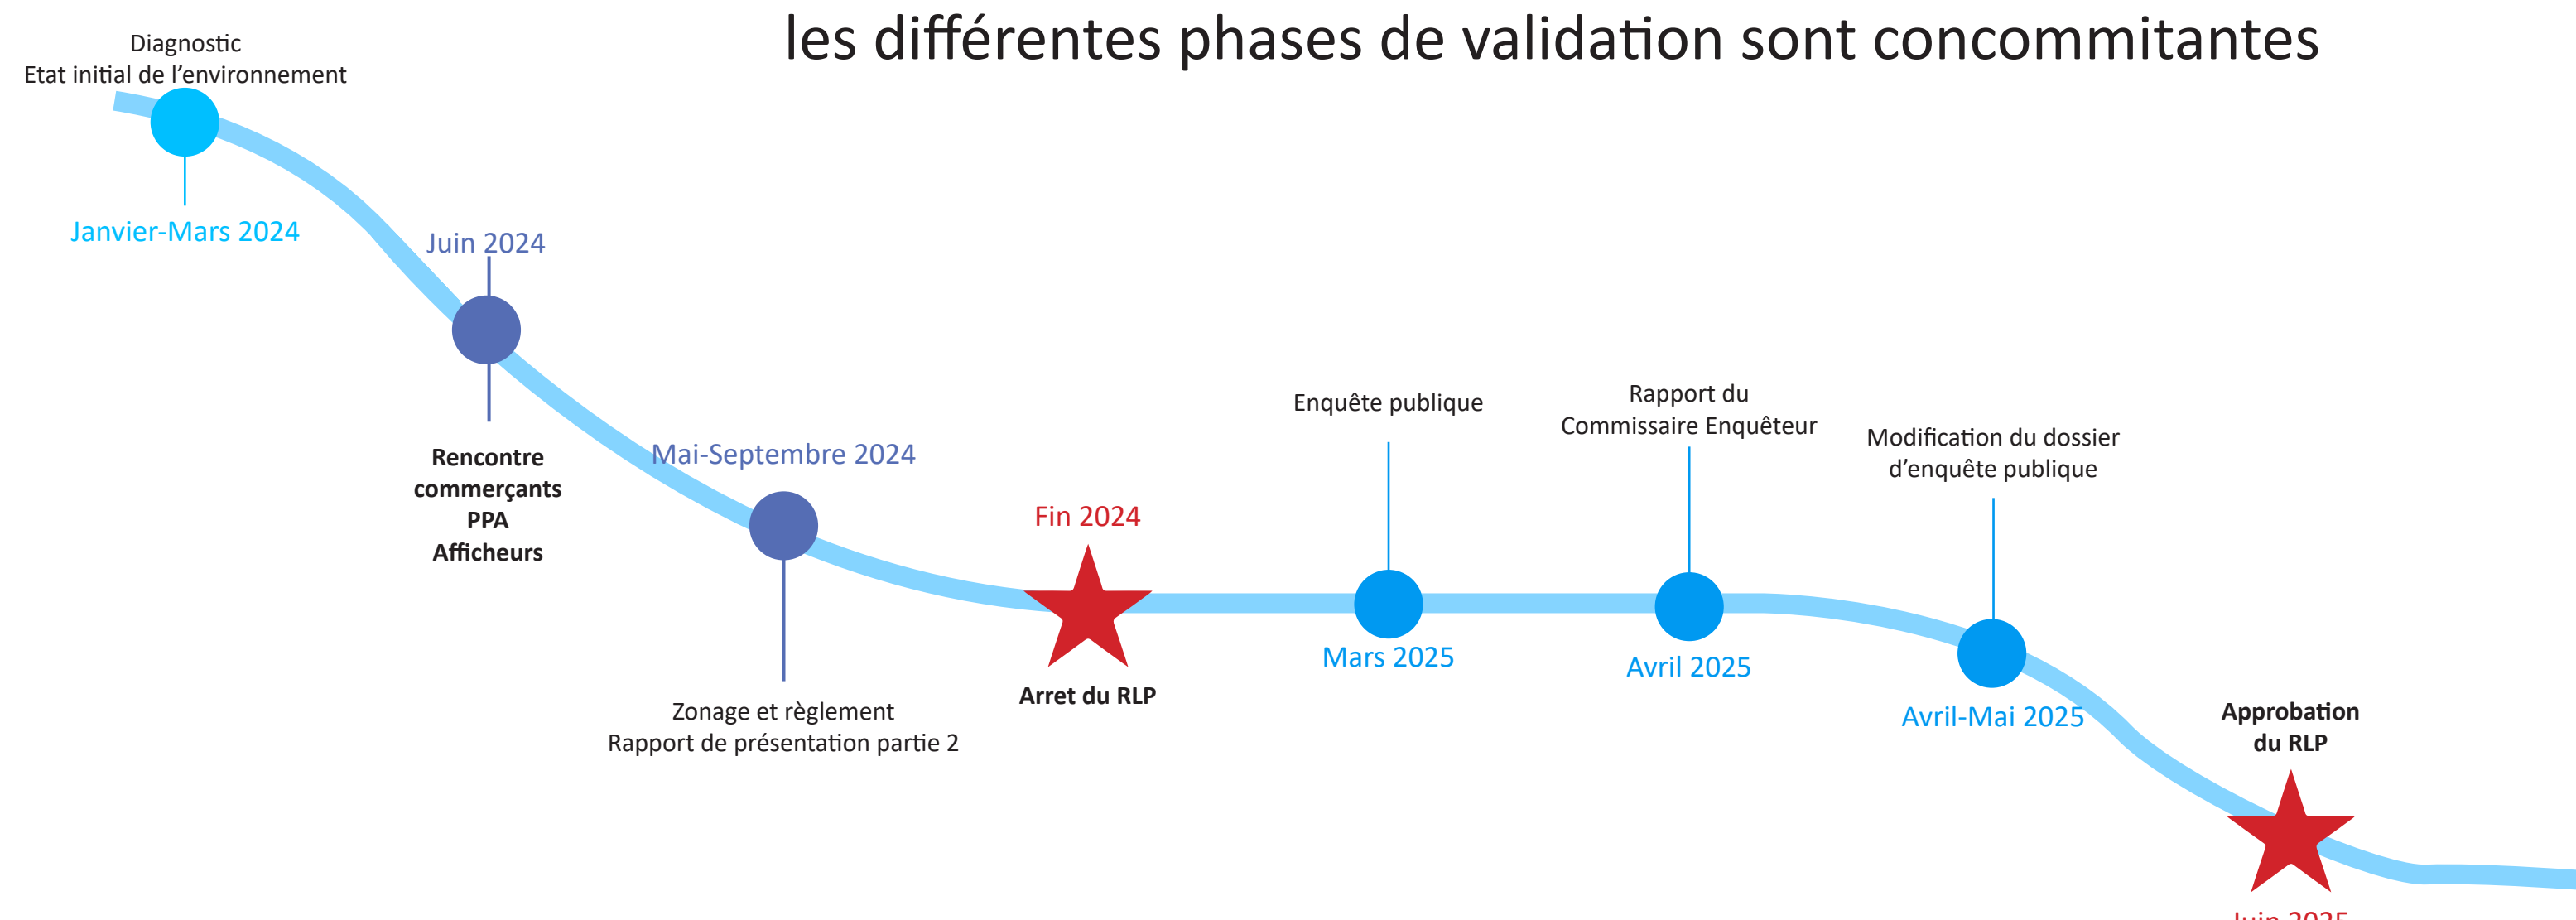 les différentes phases de validation sont concommitantes
Diagnostic
Etat initial de l'environnement
Janvier-Mars 2024
Juin 2024
Rencontre
commerçants
PPA
Afficheurs
Mai-Septembre 2024
Zonage et règlement
Rapport de présentation partie 2
Fin 2024
Arret du RLP
Enquête publique
Mars 2025
Rapport du
Commissaire Enquêteur
Avril 2025
Modification du dossier
d'enquête publique
Avril-Mai 2025
Approbation
du RLP
Juin 2025